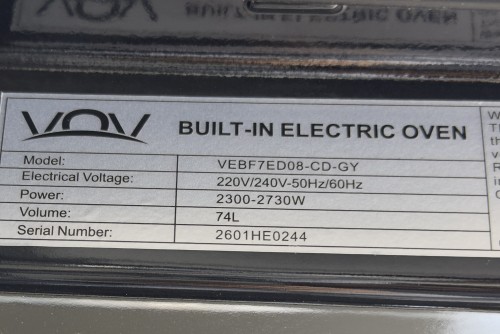 VOV BUILT-IN ELECTRIC OVEN
Model: VEBF7ED08-CD-GY
Electrical Voltage: 220V/240V-50Hz/60Hz
Power: 2300-2730W
Volume: 74L
Serial Number: 2601HE0244